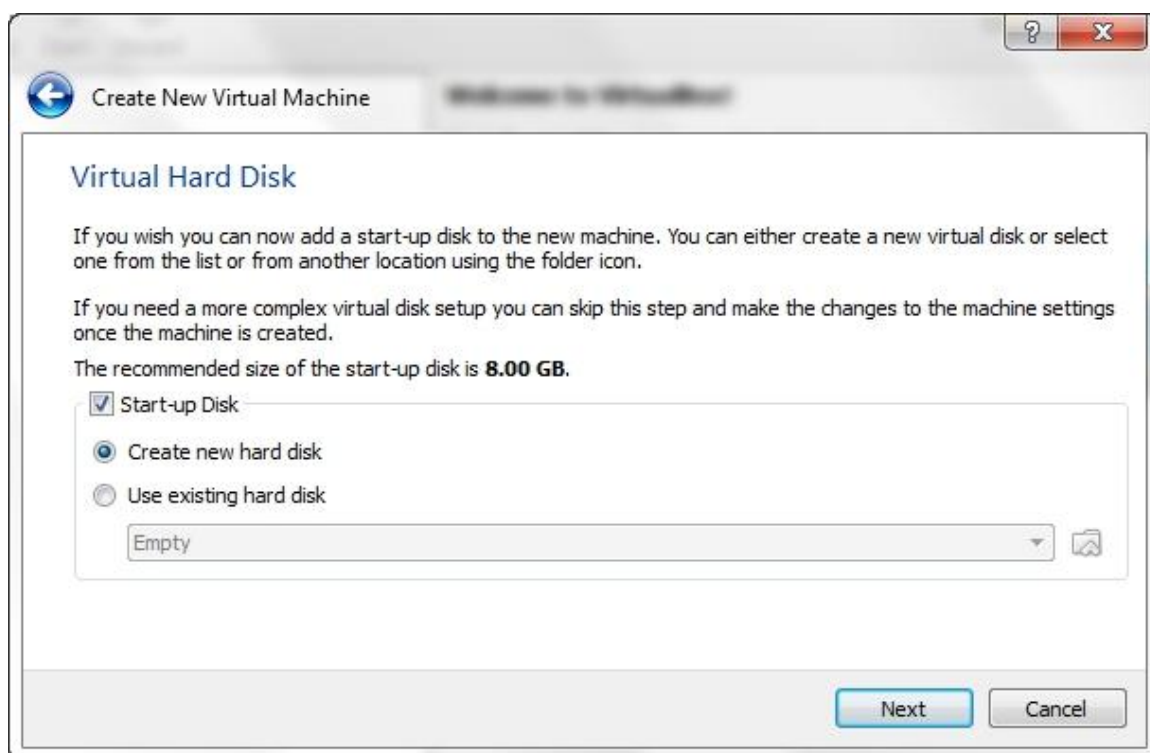 Create New Virtual Machine
Welcome to VirtualBox!
Virtual Hard Disk
If you wish you can now add a start-up disk to the new machine. You can either create a new virtual disk or select
one from the list or from another location using the folder icon.
If you need a more complex virtual disk setup you can skip this step and make the changes to the machine settings
once the machine is created.
The recommended size of the start-up disk is 8.00 GB.
Start-up Disk
Create new hard disk
Use existing hard disk
Empty
Next
Cancel